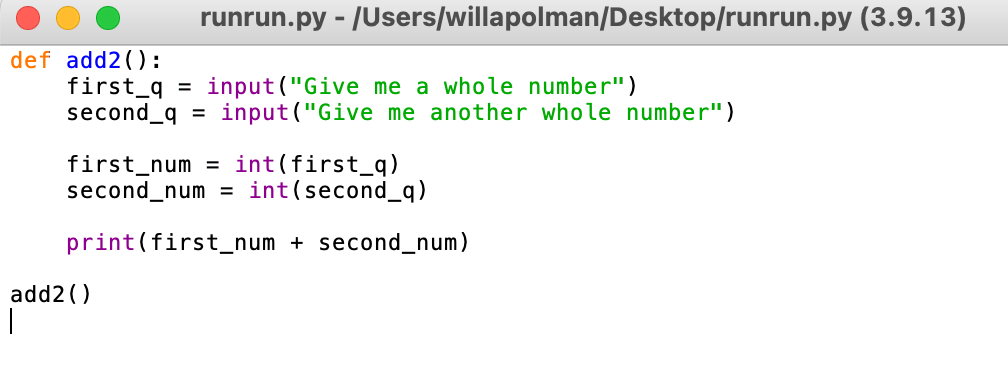 runrun.py - /Users/willapolman/Desktop/runrun.py (3.9.13)
def add2():
    first_q = input("Give me a whole number")
    second_q = input("Give me another whole number")

    first_num = int(first_q)
    second_num = int(second_q)

    print(first_num + second_num)

add2()